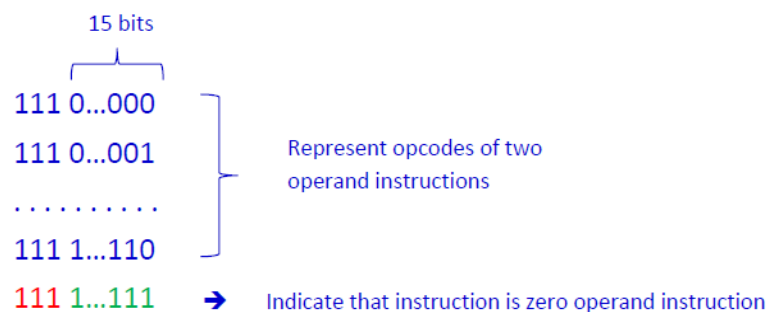 15 bits
111 0...000
111 0...001
Represent opcodes of two
operand instructions
. . . . . . . . . .
111 1...110
111 1...111 ➔ Indicate that instruction is zero operand instruction